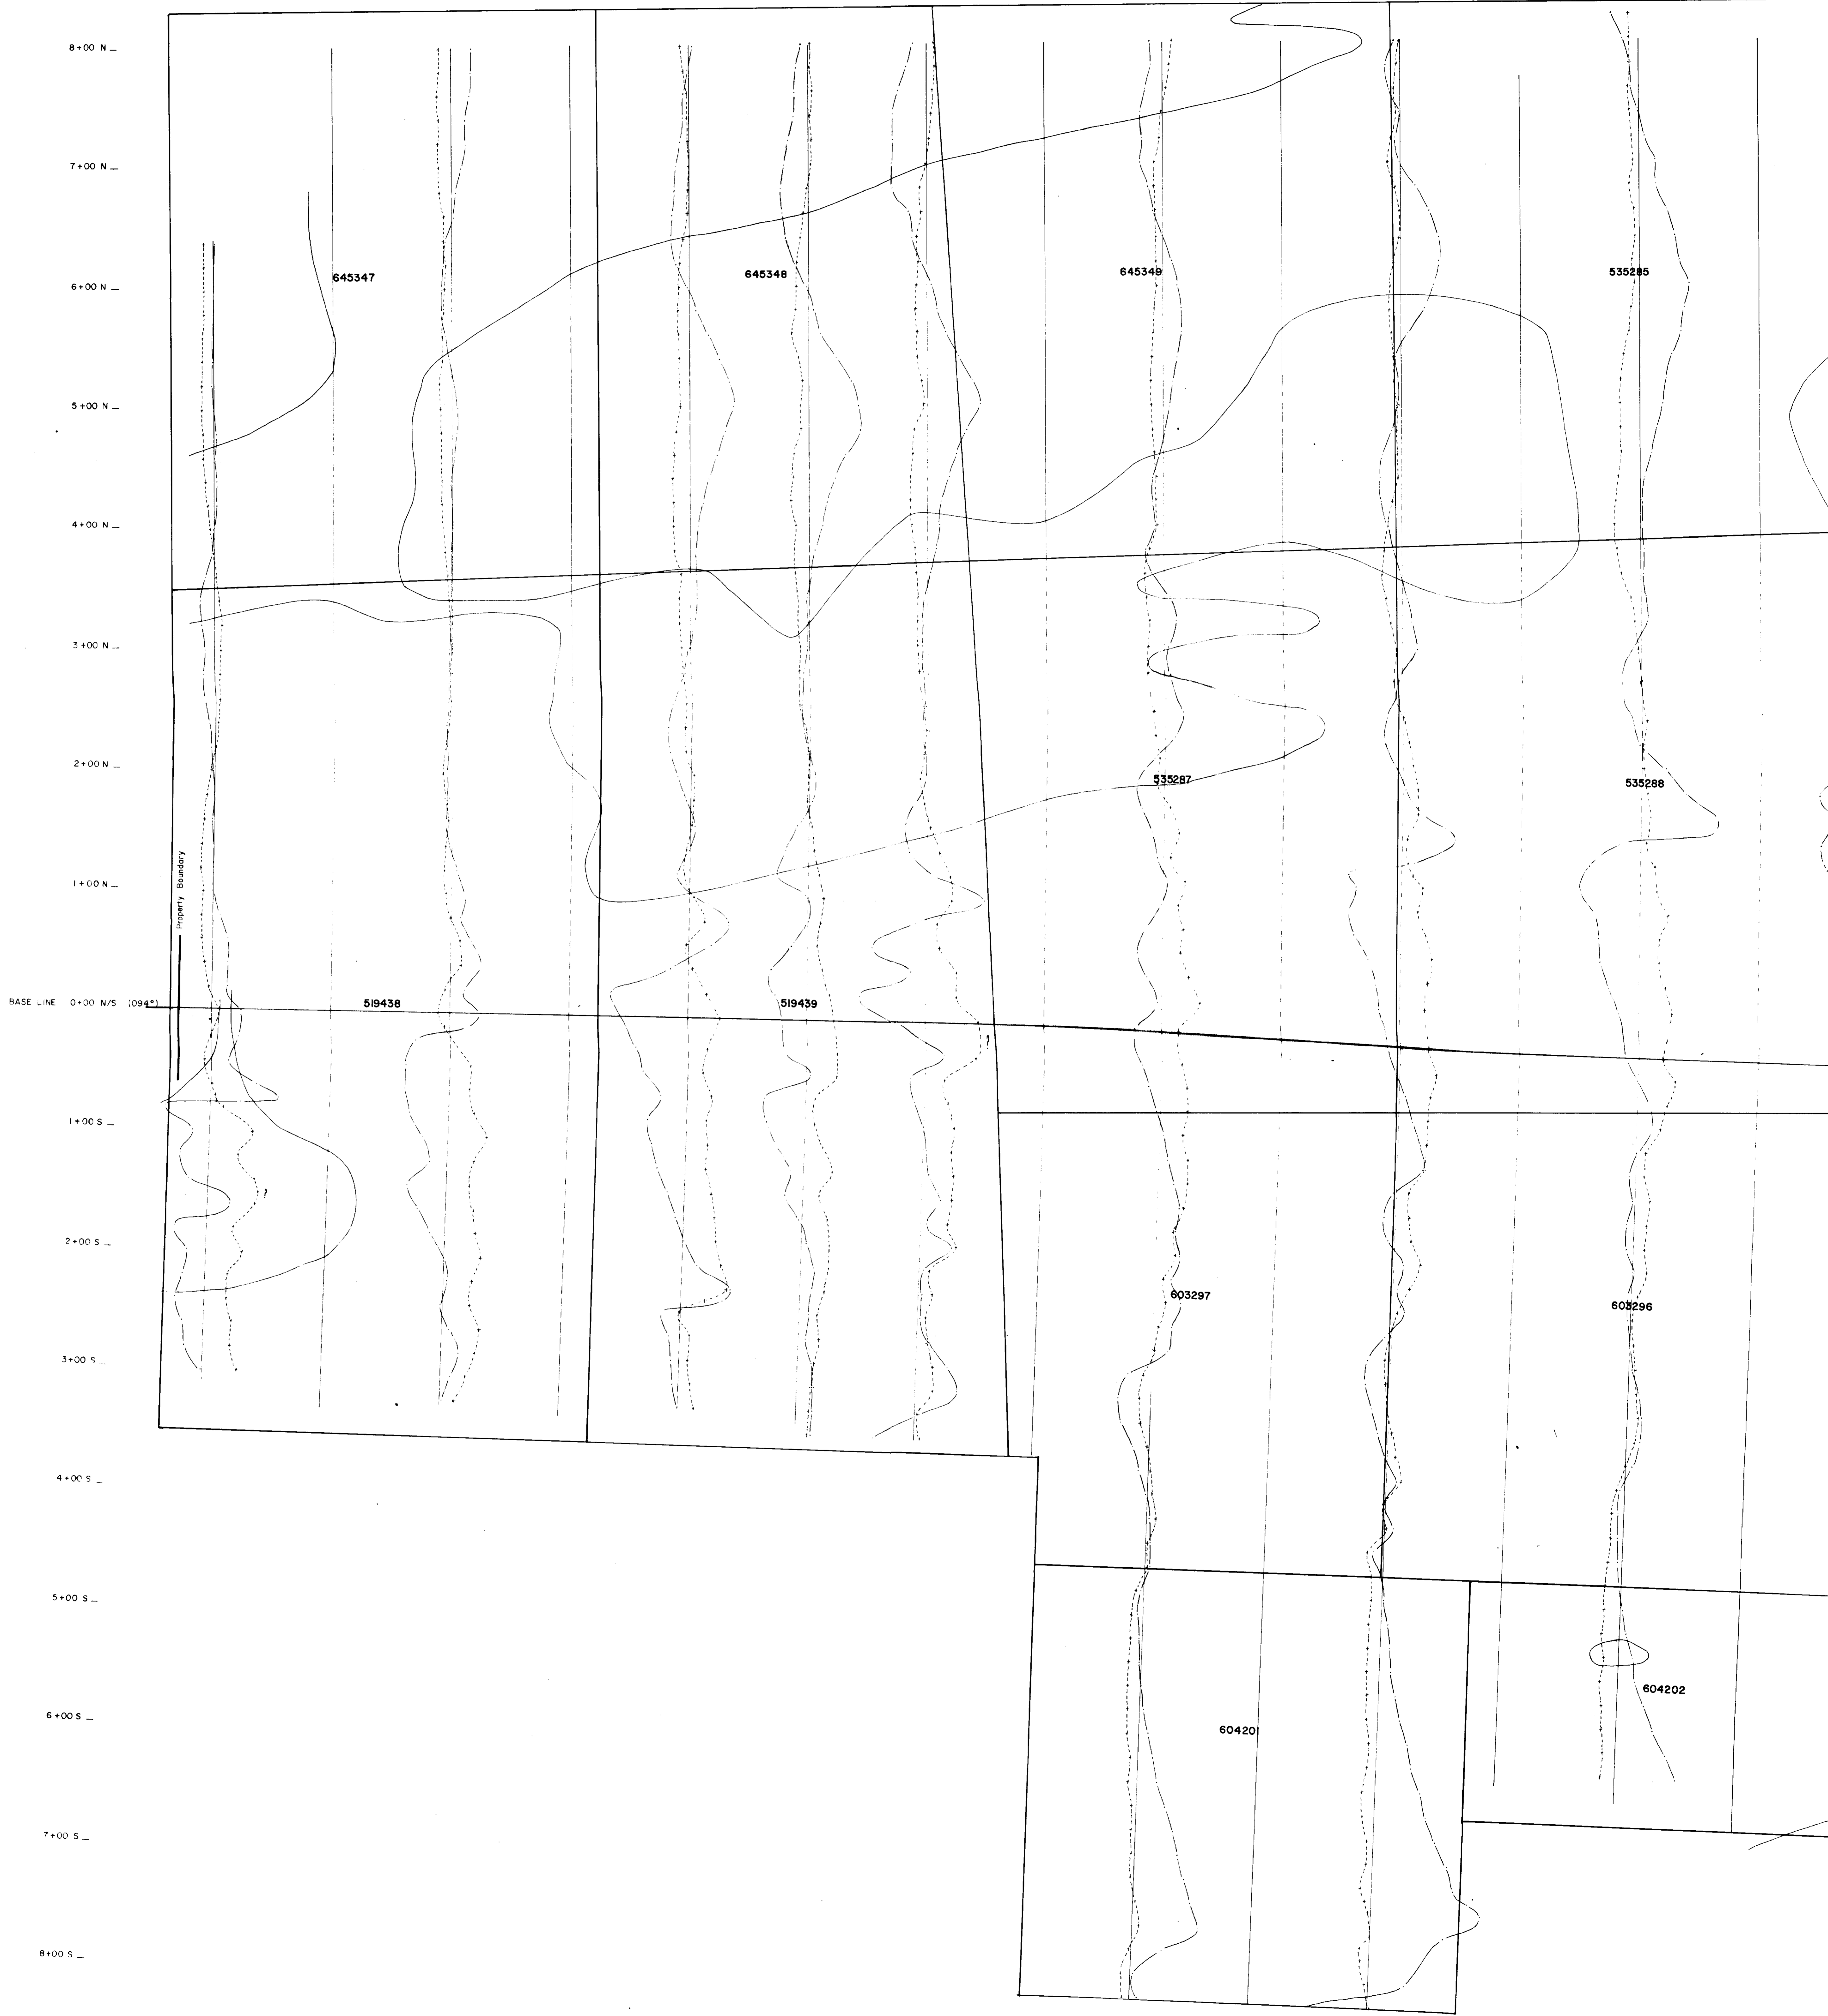 8+00 N
7+00 N
645347
645348
645349
535285
6+00 N
5+00 N
4+00 N
3+00 N
2+00 N
535287
535288
1+00 N
Property Boundary
BASE LINE 0+00 N/S (094°)
519438
519439
1+00 S
2+00 S
603297
603296
3+00 S
4+00 S
5+00 S
604202
6+00 S
604201
7+00 S
8+00 S